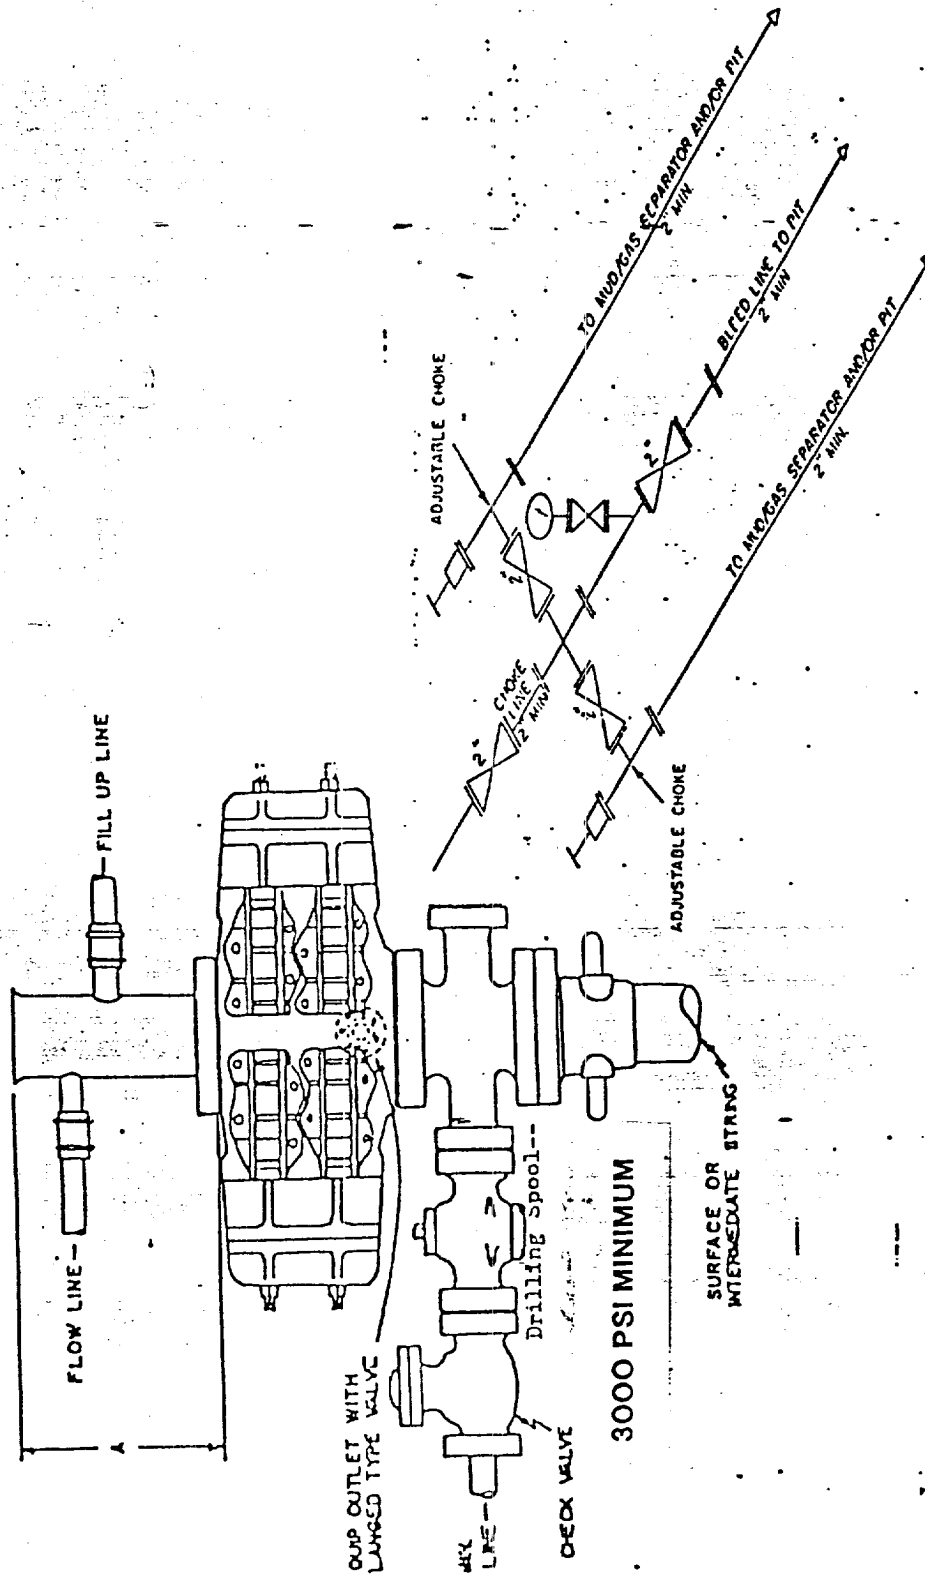 FLOW LINE
FILL UP LINE
OUIP OUTLET WITH
LANGED TYPE VALVE
LINE
CHECK VALVE
Drilling Spool--
3000 PSI MINIMUM
SURFACE OR
INTERMEDIATE STRING
ADJUSTABLE CHOKE
ADJUSTABLE CHOKE
2"
CHOKE
LINE
2" MIN
2"
2"
2"
TO MUD/GAS SEPARATOR AND/OR PIT
2" MIN.
BLEED LINE TO PIT
2" MIN
TO MUD/GAS SEPARATOR AND/OR PIT
2" MIN.